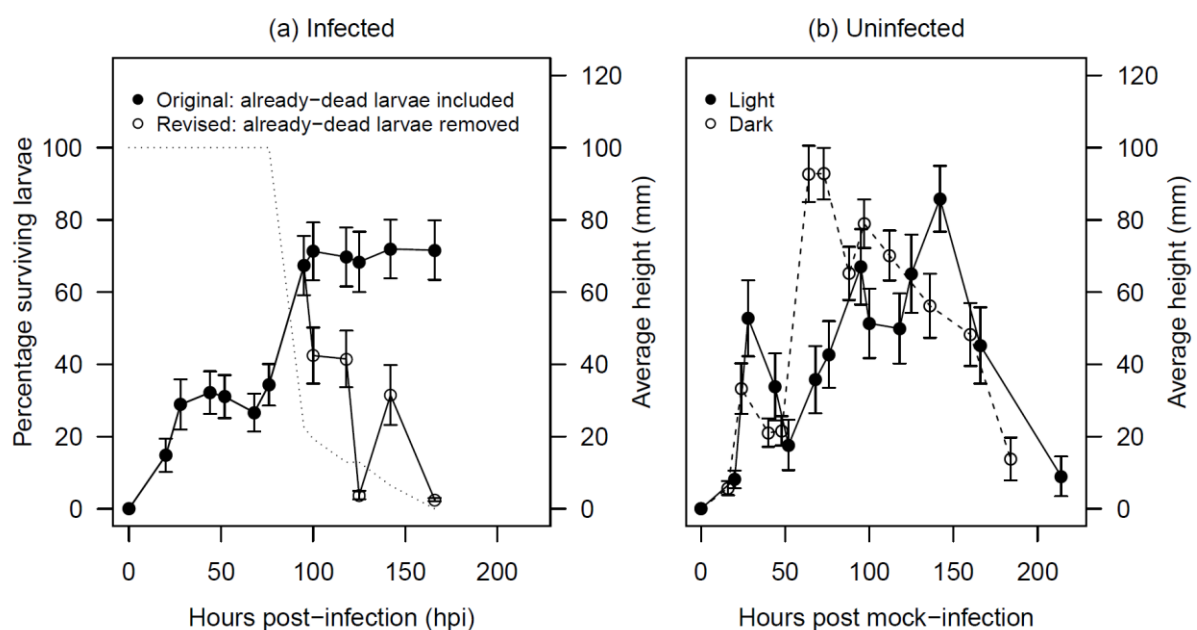 (a) Infected
(b) Uninfected
Original: already−dead larvae included
Revised: already−dead larvae removed
Light
Dark
Percentage surviving larvae
0
20
40
60
80
100
0
20
40
60
80
100
120
Average height (mm)
0
20
40
60
80
100
120
Average height (mm)
0 50 100 150 200
0 50 100 150 200
Hours post−infection (hpi)
Hours post mock−infection